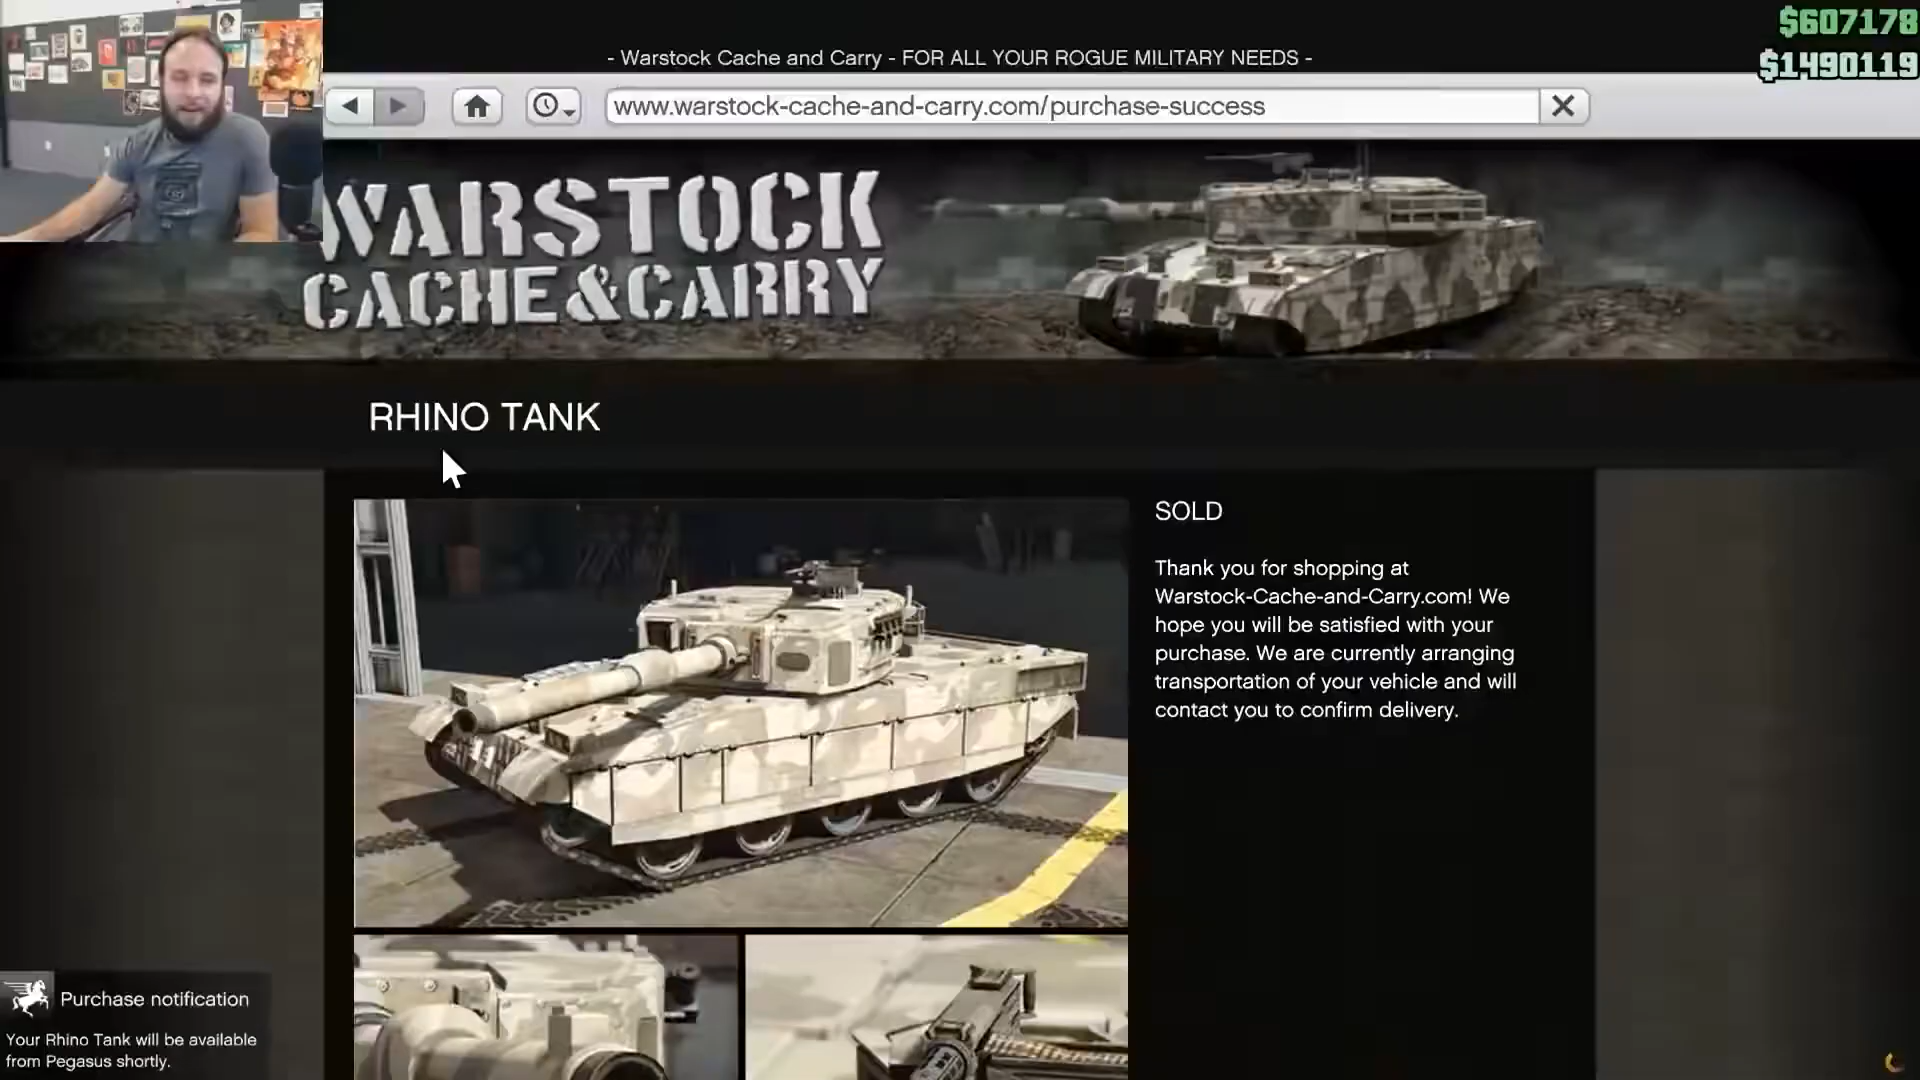 $607178
$1490119
- Warstock Cache and Carry - FOR ALL YOUR ROGUE MILITARY NEEDS -
www.warstock-cache-and-carry.com/purchase-success
WARSTOCK
CACHE&CARRY
RHINO TANK
SOLD
Thank you for shopping at
Warstock-Cache-and-Carry.com! We
hope you will be satisfied with your
purchase. We are currently arranging
transportation of your vehicle and will
contact you to confirm delivery.
Purchase notification
Your Rhino Tank will be available
from Pegasus shortly.